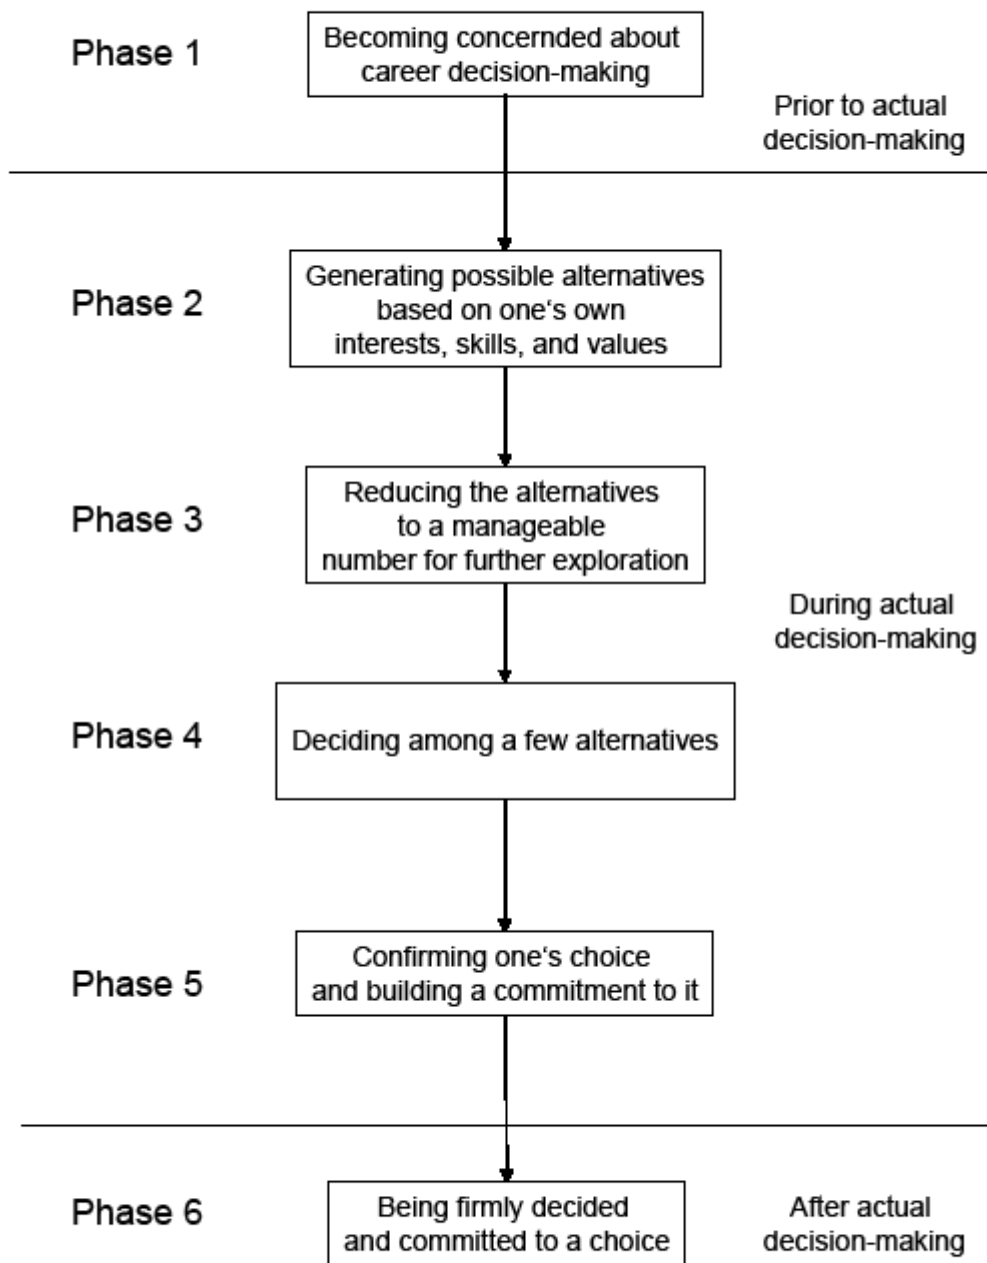 Phase 1
Becoming concernded about
career decision-making
Prior to actual
decision-making
Phase 2
Generating possible alternatives
based on one‘s own
interests, skills, and values
Phase 3
Reducing the alternatives
to a manageable
number for further exploration
During actual
decision-making
Phase 4
Deciding among a few alternatives
Phase 5
Confirming one‘s choice
and building a commitment to it
Phase 6
Being firmly decided
and committed to a choice
After actual
decision-making